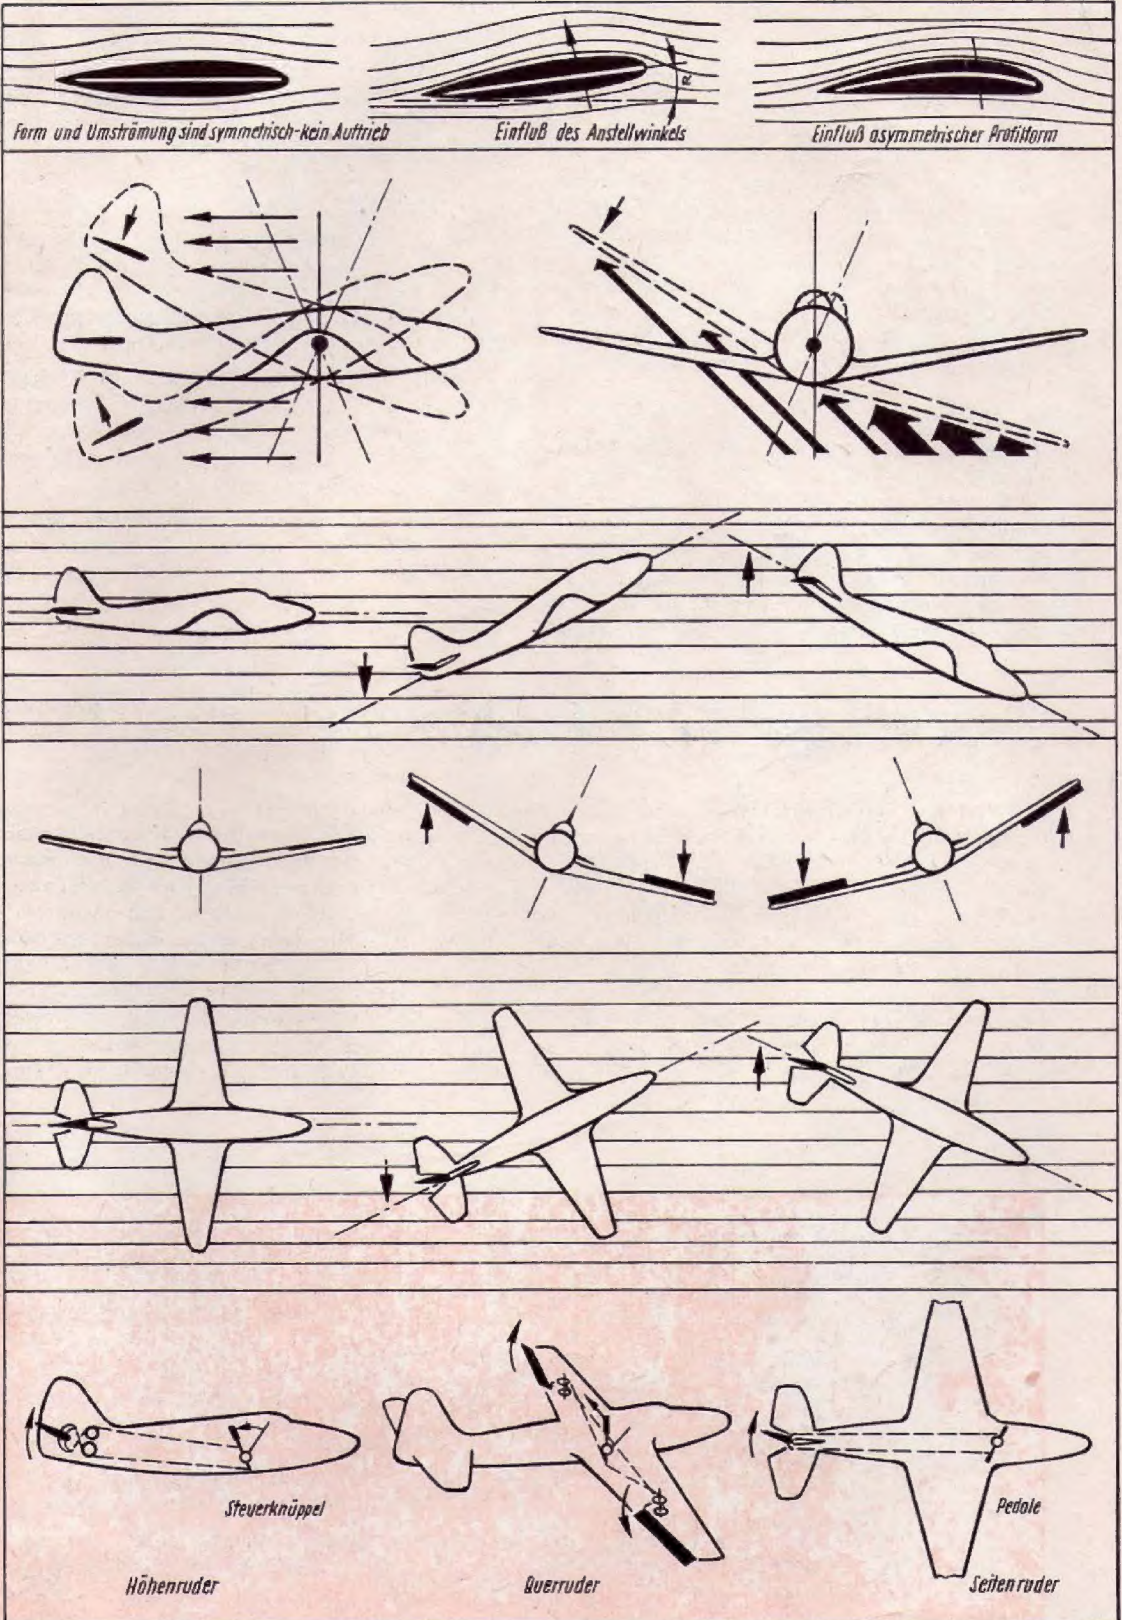 Form und Umströmung sind symmetrisch-kein Auftrieb
Einfluß des Anstellwinkels
Einfluß asymmetrischer Profilform
α
Steuerknüppel
Pedale
Höhenruder
Querruder
Seitenruder